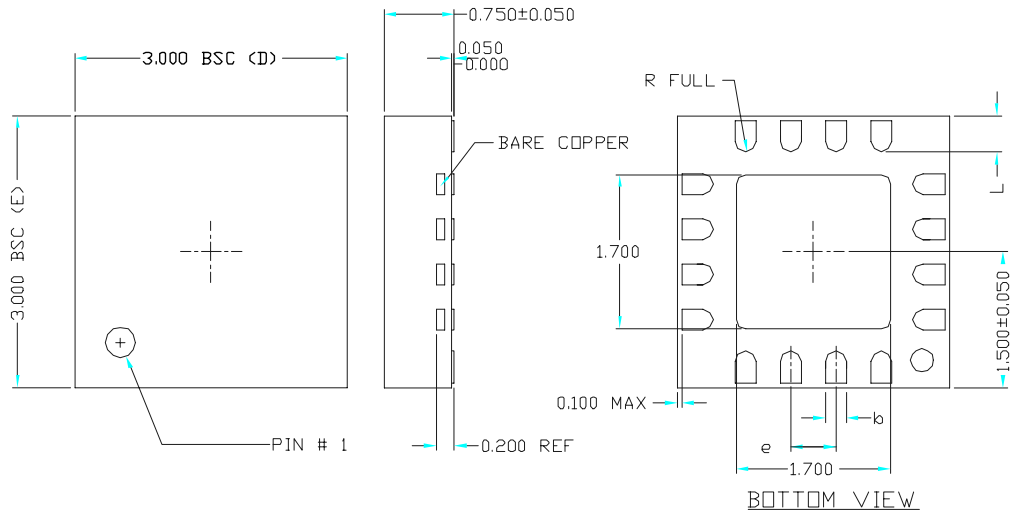 0.750±0.050
0.050
0.000
3.000 BSC (D)
R FULL
BARE COPPER
3.000 BSC (E)
L
1.700
1.500±0.050
0.100 MAX
b
PIN # 1
0.200 REF
e
1.700
BOTTOM VIEW